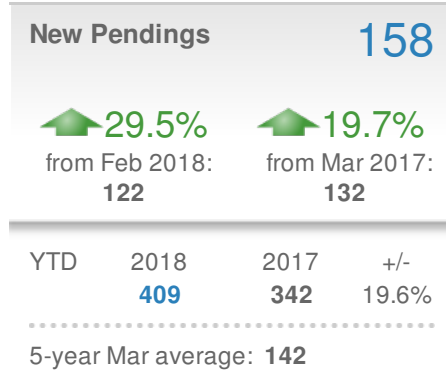 New Pendings 158
29.5% 19.7%
from Feb 2018: from Mar 2017:
122 132
YTD 2018 2017 +/-
409 342 19.6%
5-year Mar average: 142